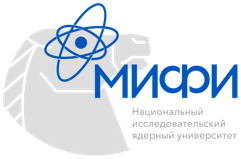 МИФИ
Национальный
исследовательский
ядерный университет